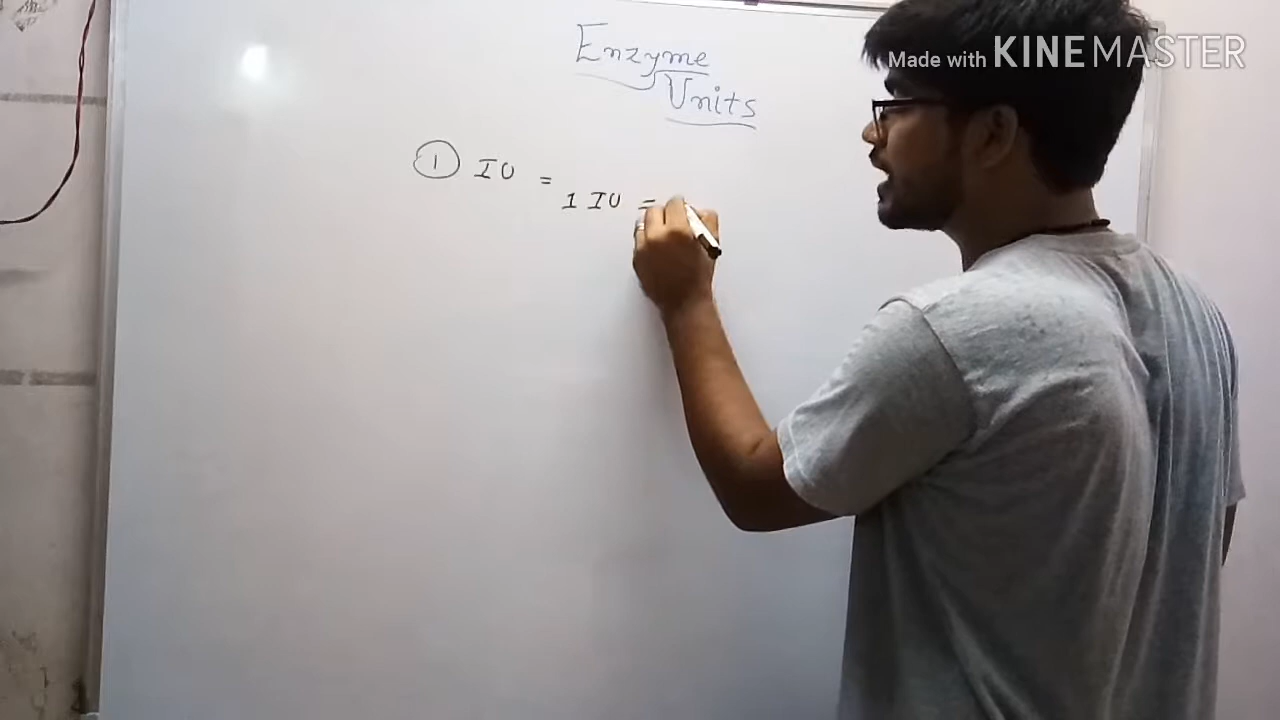 Made with KINEMASTER
Enzyme
Units
1 IU =
1 IU =